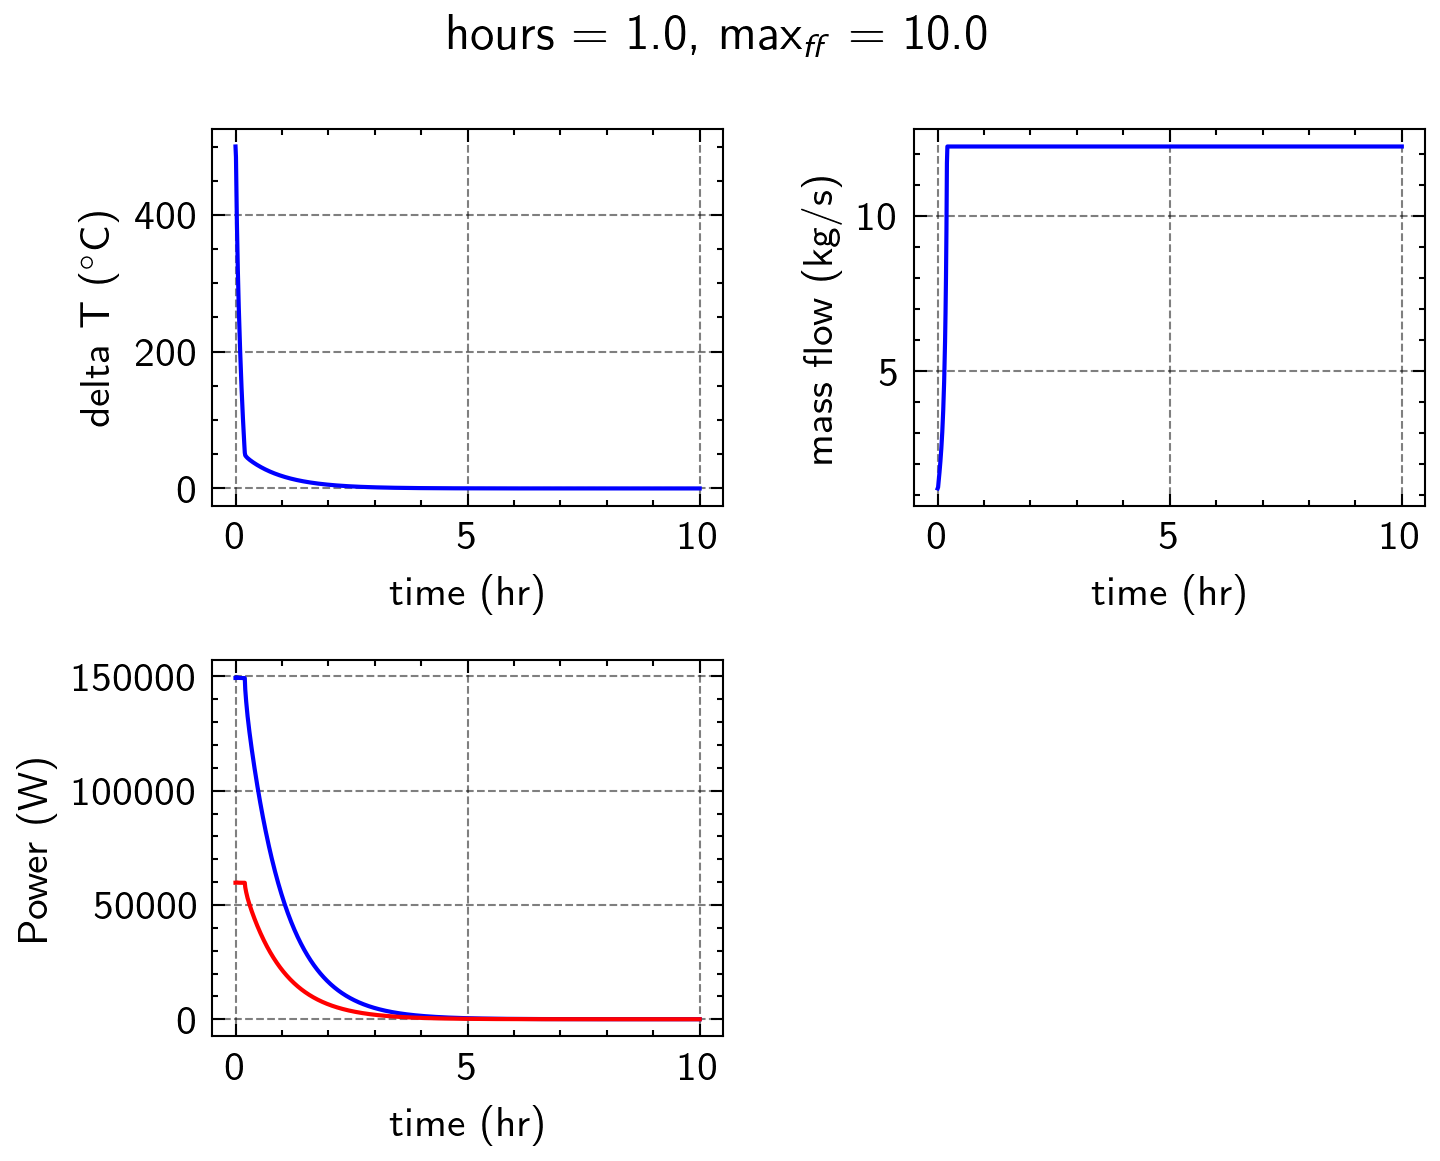 hours = 1.0, max_ff = 10.0
delta T (°C)
400
200
0
0 5 10
time (hr)
mass flow (kg/s)
10
5
0 5 10
time (hr)
Power (W)
150000
100000
50000
0
0 5 10
time (hr)